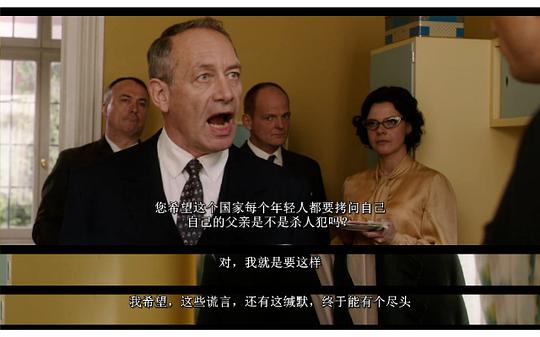 您希望这个国家每个年轻人都要拷问自己
自己的父亲是不是杀人犯吗?
对，我就是要这样
我希望，这些谎言，还有这缄默，终于能有个尽头